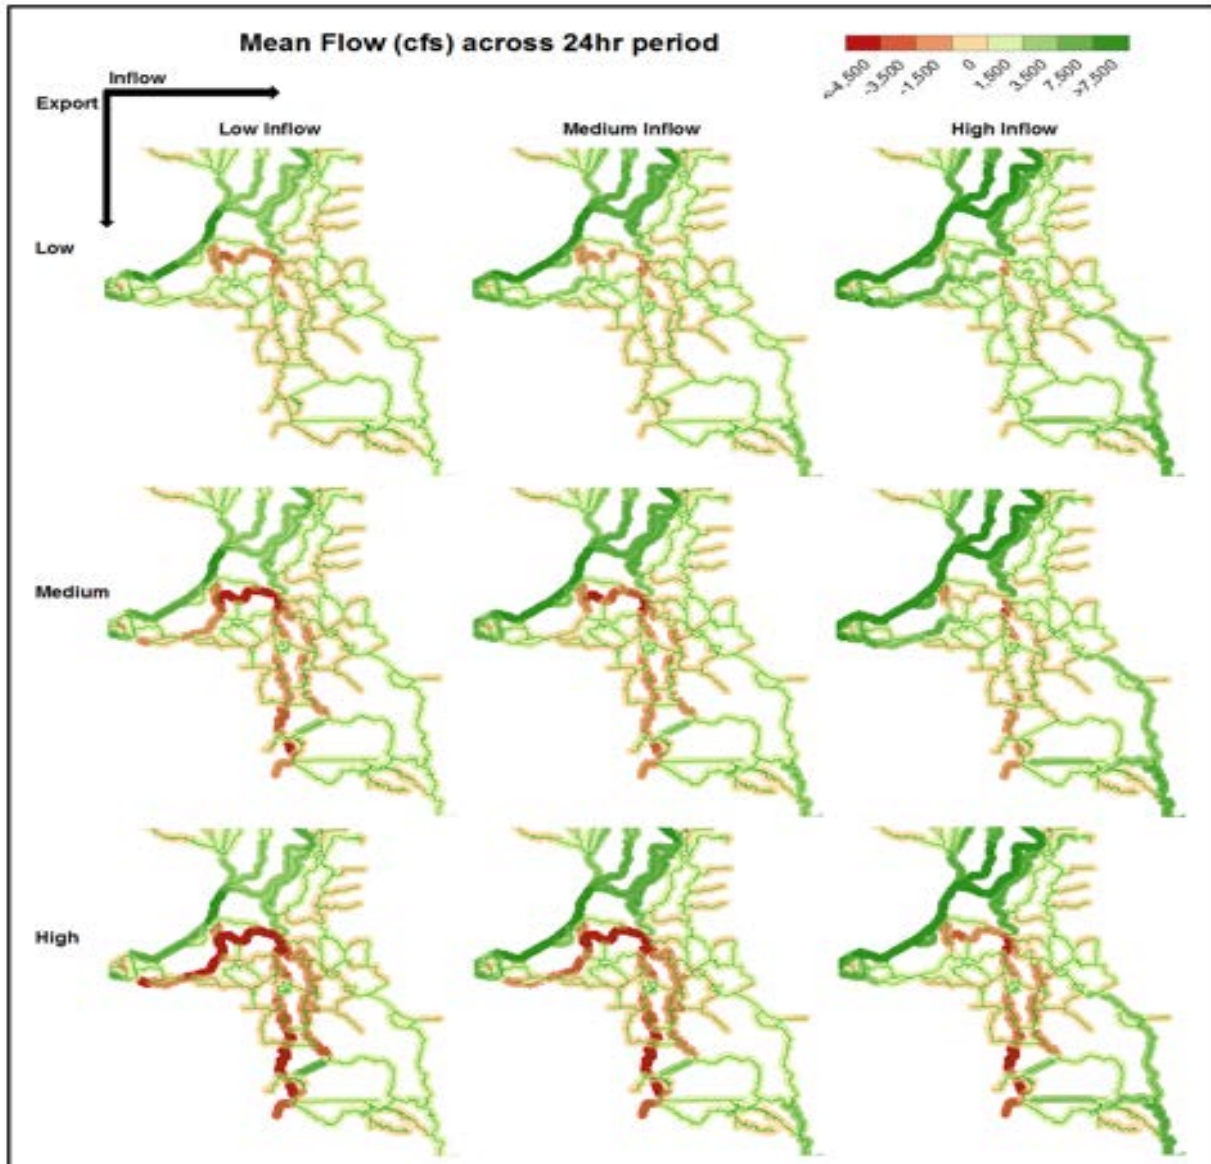 Mean Flow (cfs) across 24hr period
<-4,500 -3,500 -1,500 0 1,500 3,500 7,500 >7,500
Inflow
Export
Low Inflow Medium Inflow High Inflow
Low
Medium
High